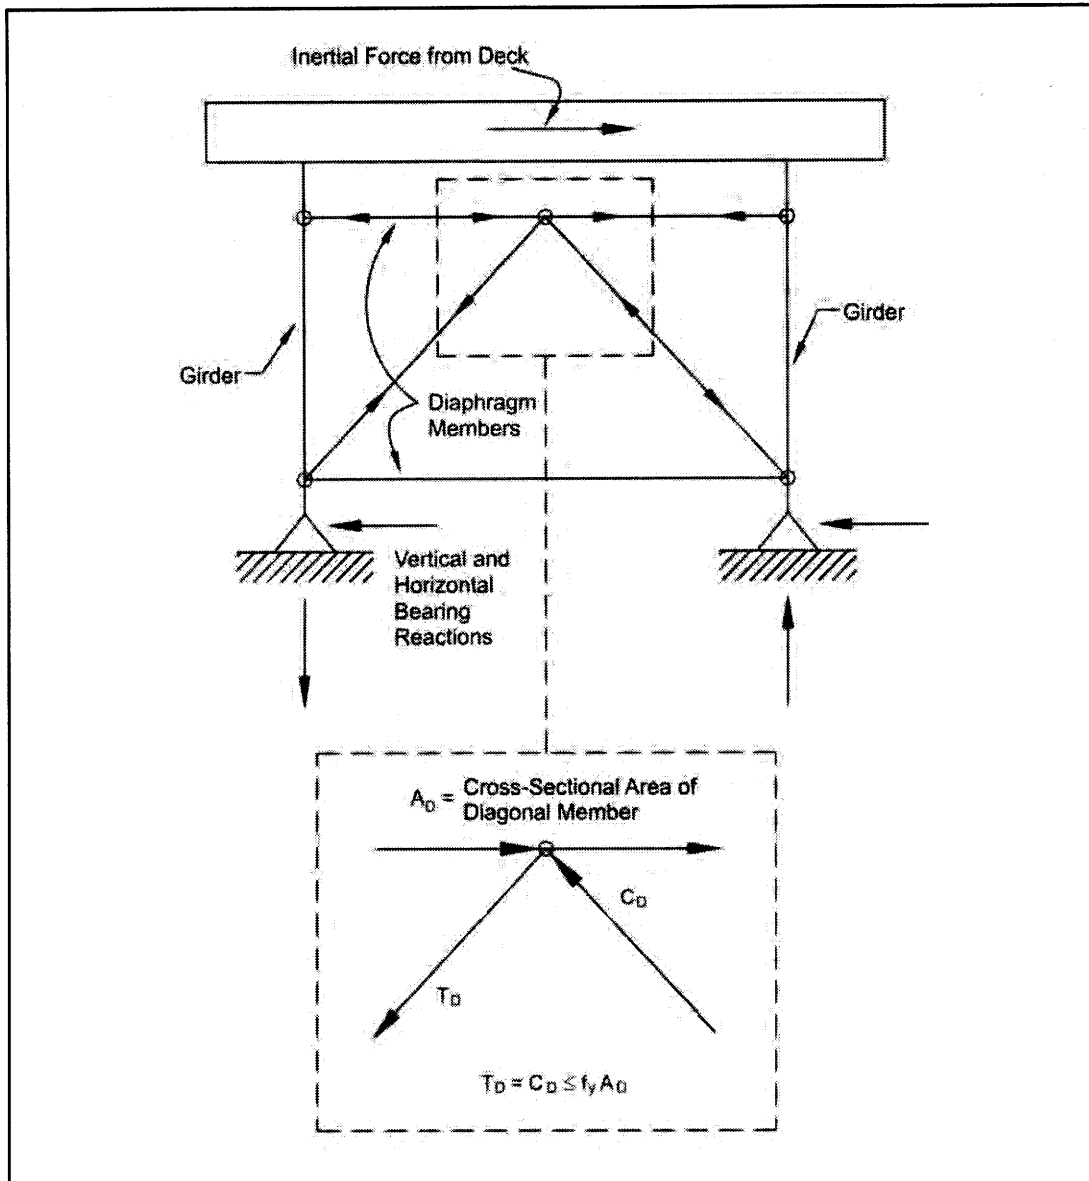 Inertial Force from Deck
Girder
Girder
Diaphragm
Members
Vertical and
Horizontal
Bearing
Reactions
A_D = Cross-Sectional Area of
Diagonal Member
C_D
T_D
T_D = C_D ≤ f_y A_D